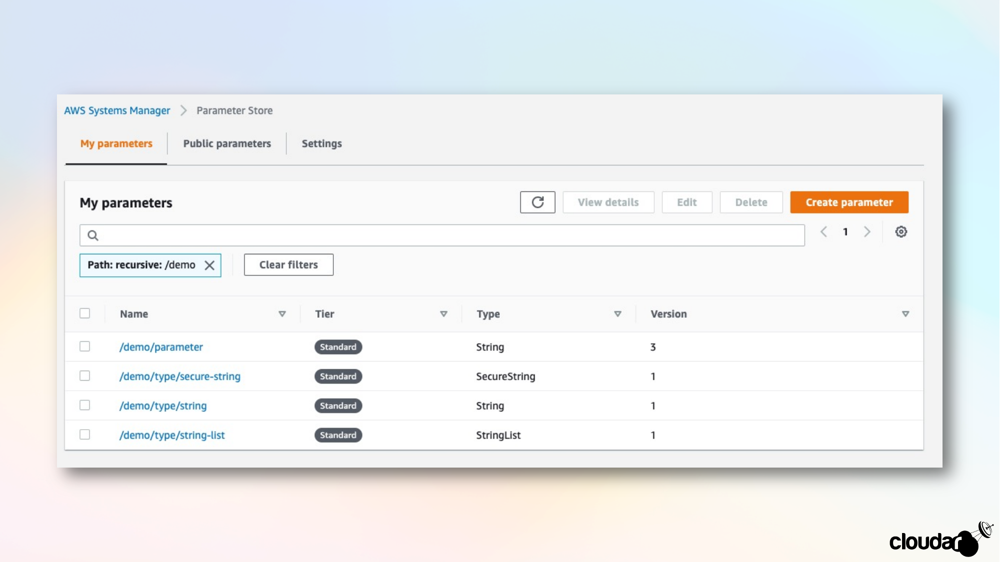 AWS Systems Manager > Parameter Store
My parameters Public parameters Settings
My parameters View details Edit Delete Create parameter
1
Path: recursive: /demo Clear filters
Name Tier Type Version
/demo/parameter Standard String 3
/demo/type/secure-string Standard SecureString 1
/demo/type/string Standard String 1
/demo/type/string-list Standard StringList 1
cloudar